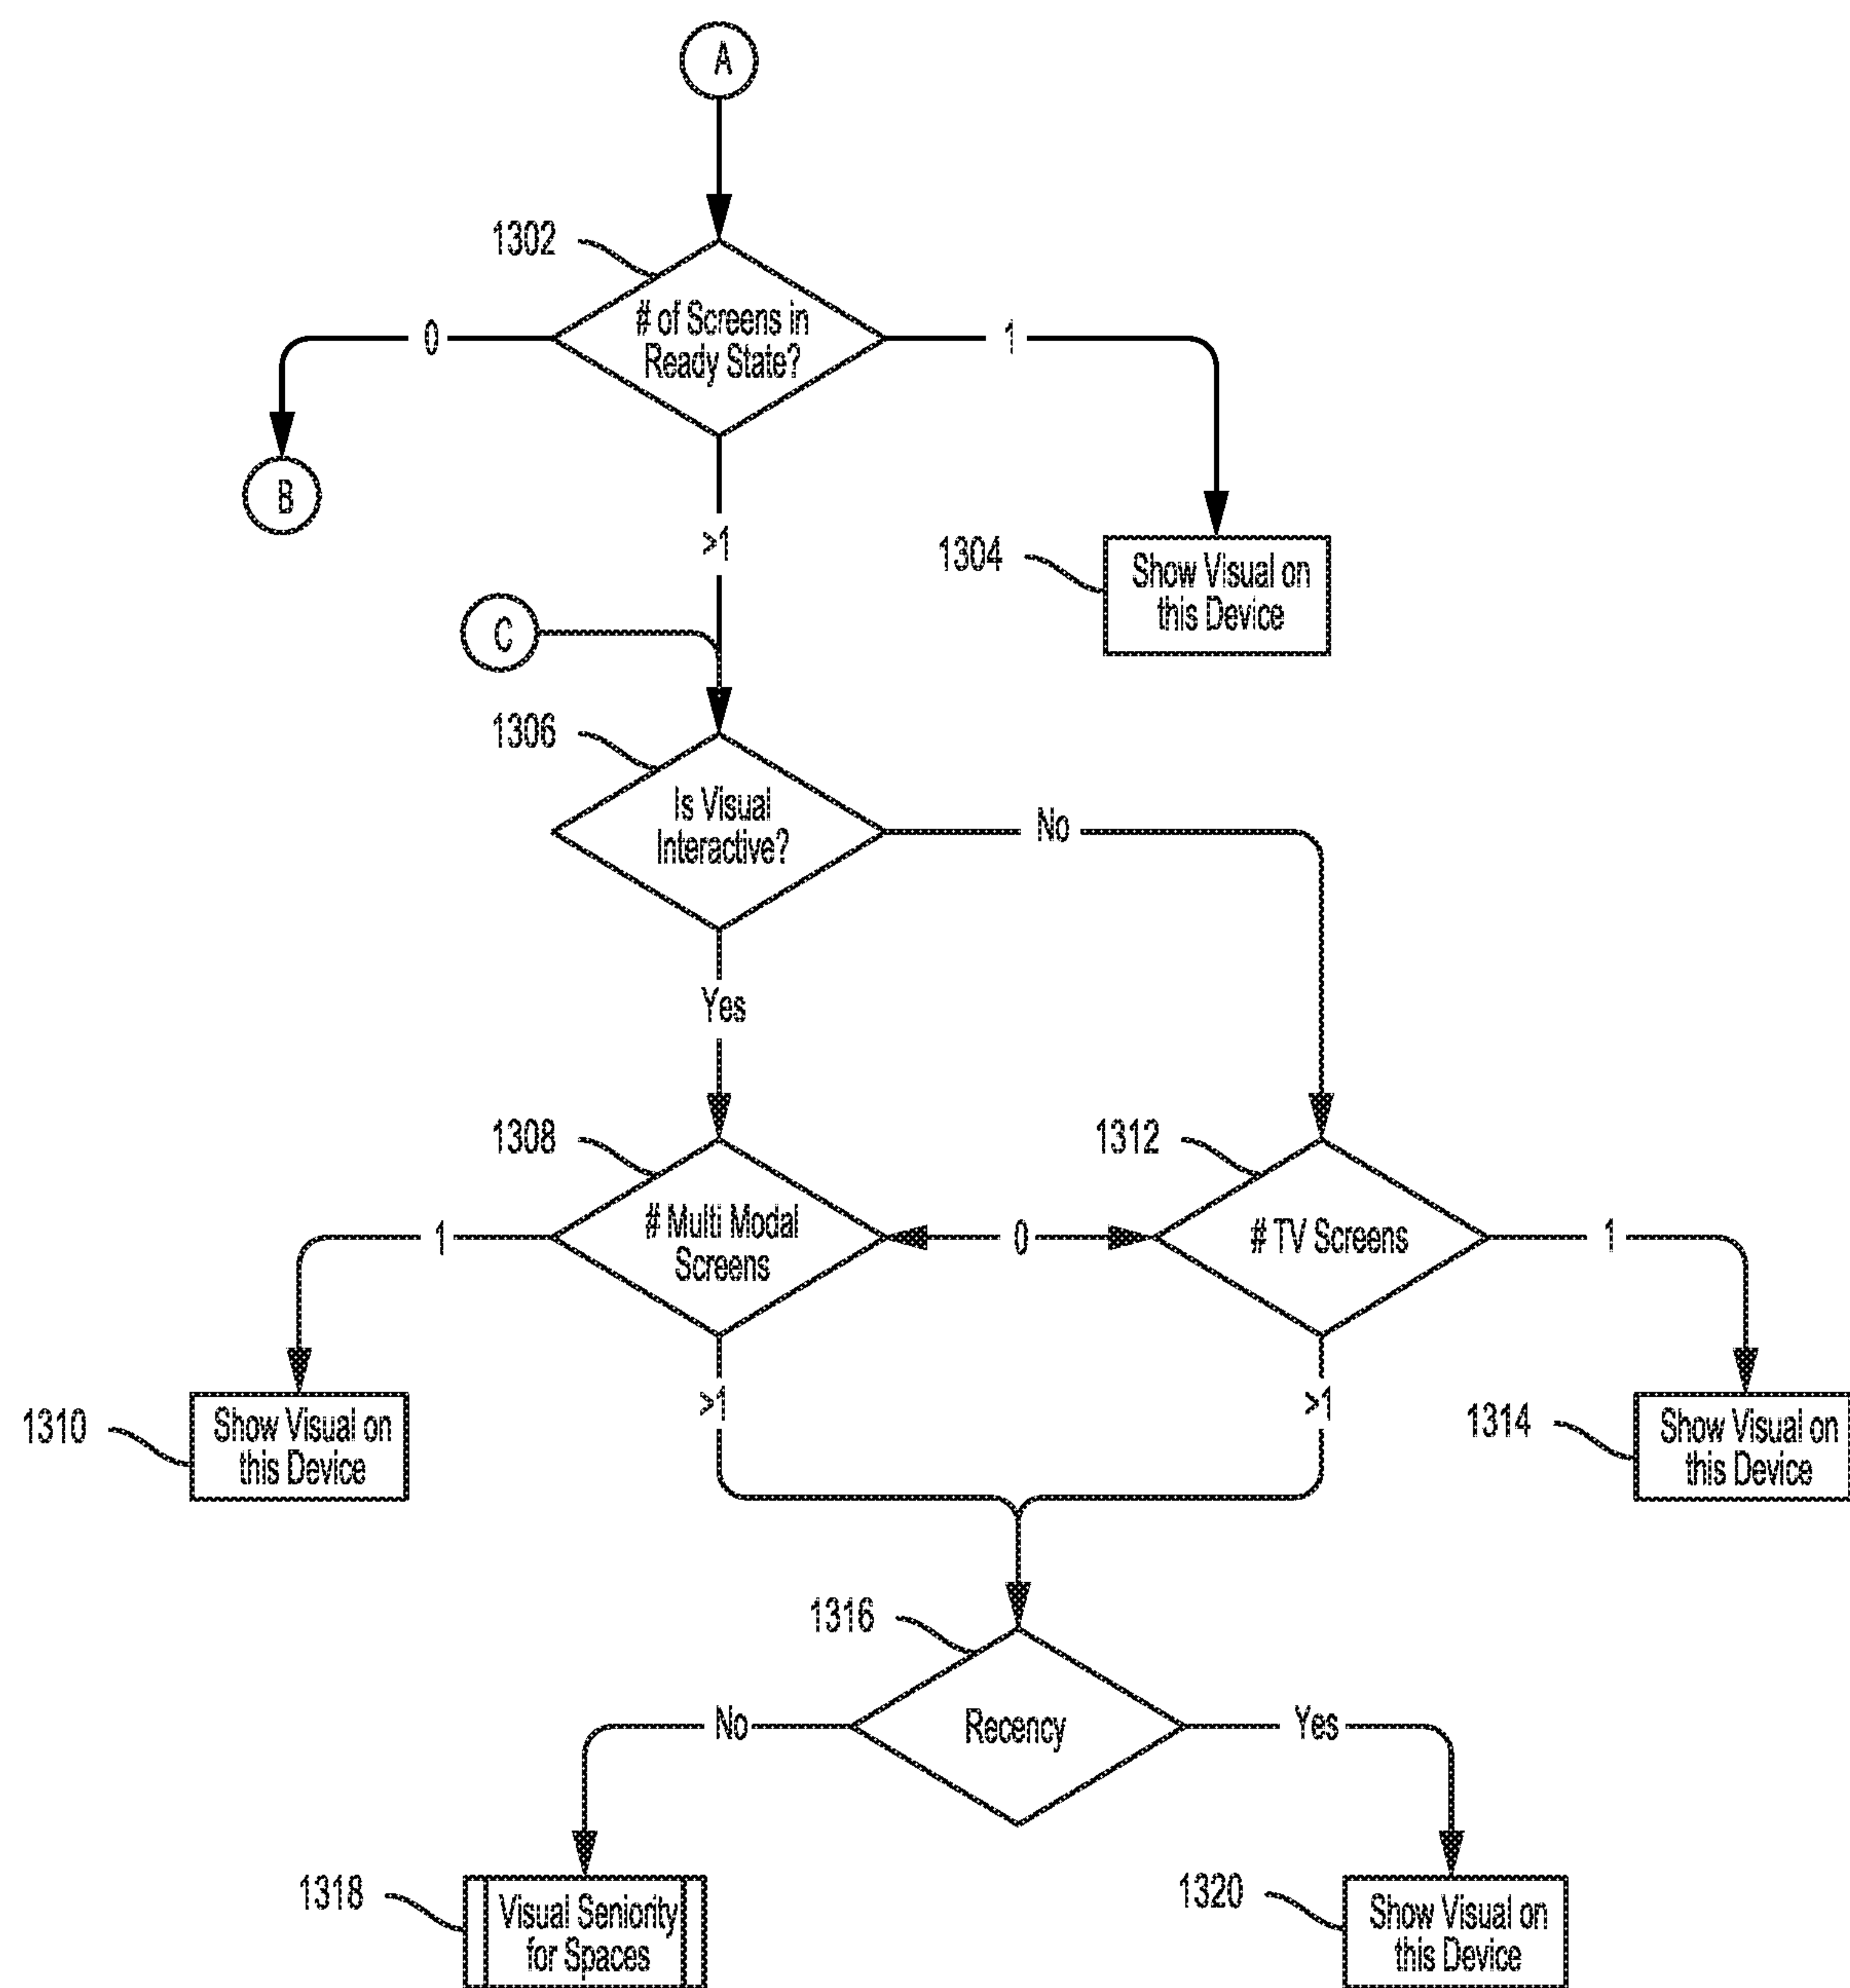 A
1302
# of Screens in
Ready State?
0
1
B
>1
1304
Show Visual on
this Device
C
1306
Is Visual
Interactive?
No
Yes
1308
# Multi Modal
Screens
1312
# TV Screens
1
0
1
1310
Show Visual on
this Device
>1
>1
1314
Show Visual on
this Device
1316
Recency
No
Yes
1318
Visual Seniority
for Spaces
1320
Show Visual on
this Device